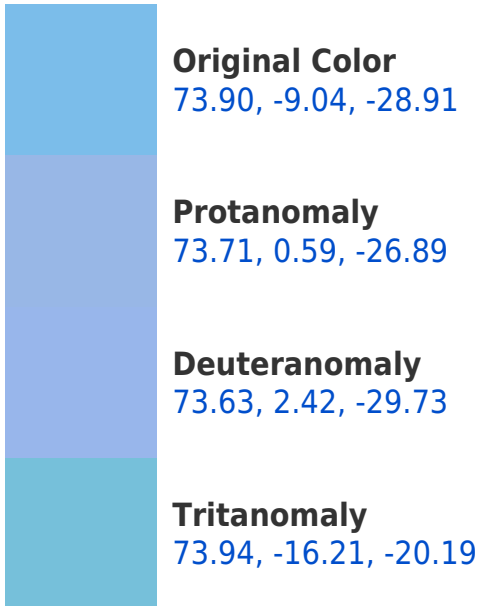 Original Color
73.90, -9.04, -28.91
Protanomaly
73.71, 0.59, -26.89
Deuteranomaly
73.63, 2.42, -29.73
Tritanomaly
73.94, -16.21, -20.19